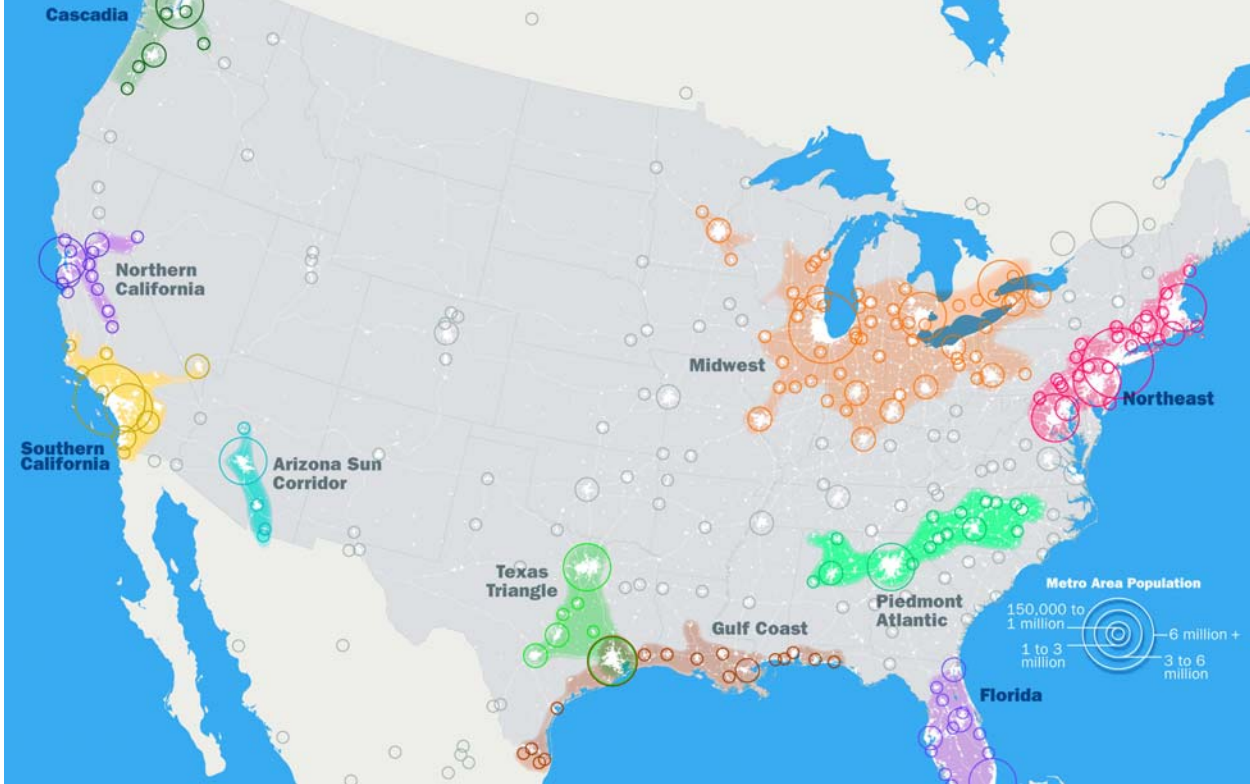 Cascadia
Northern
California
Midwest
Northeast
Southern
California
Arizona Sun
Corridor
Texas
Triangle
Piedmont
Atlantic
Gulf Coast
Florida
Metro Area Population
150,000 to
1 million
6 million +
1 to 3
million
3 to 6
million